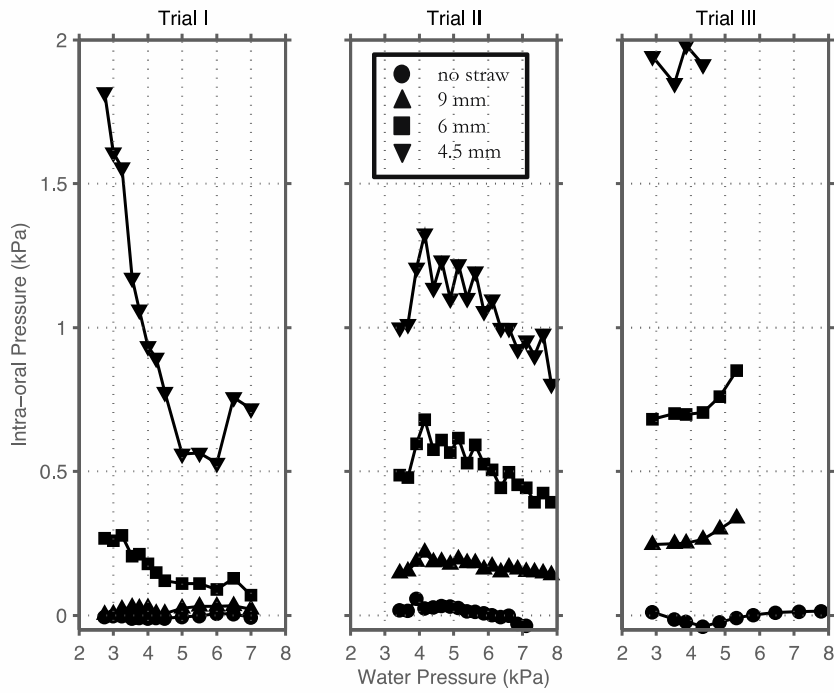 Trial I Trial II Trial III
2
1.5
1
0.5
0
Intra-oral Pressure (kPa)
no straw
9 mm
6 mm
4.5 mm
2 3 4 5 6 7 8 2 3 4 5 6 7 8 2 3 4 5 6 7 8
Water Pressure (kPa)